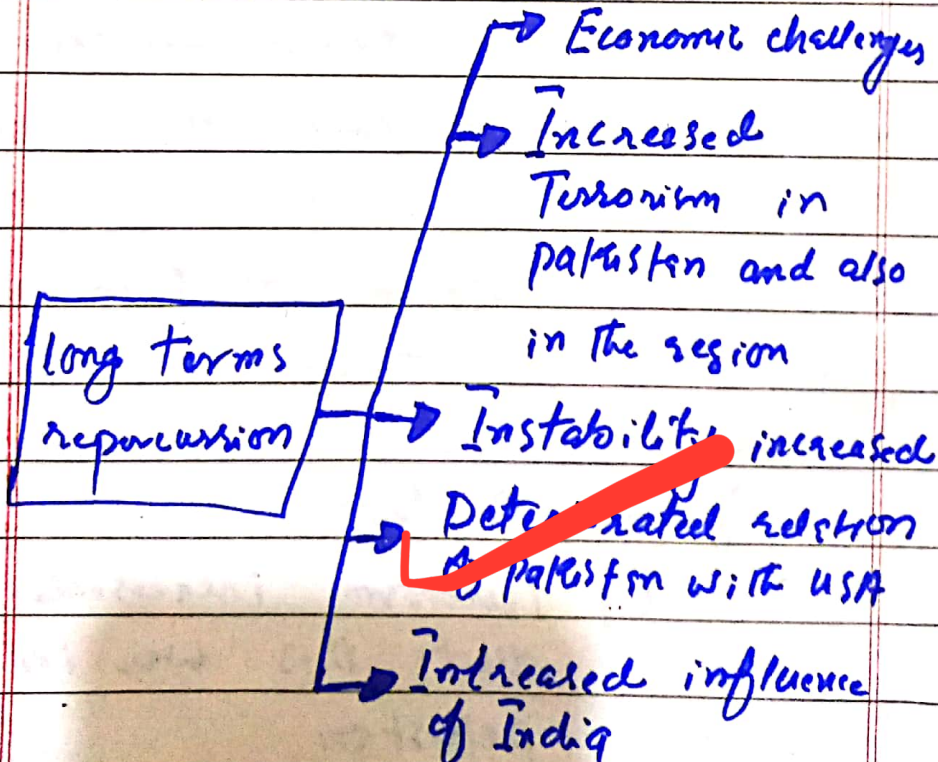 Economic challenges
Increased
Terrorism in
pakistan and also
in the region
long terms
repurcussion
Instability increased
Deteriorated relation
of pakistan with USA
Increased influence
of India